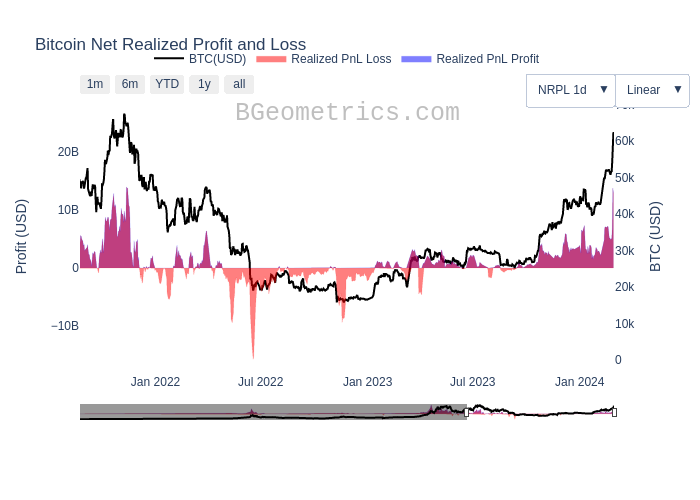 Bitcoin Net Realized Profit and Loss
BTC(USD) Realized PnL Loss Realized PnL Profit
1m 6m YTD 1y all
NRPL 1d ▼ Linear ▼
BGeometrics.com
20B
10B
0
−10B
Profit (USD)
60k
50k
40k
30k
20k
10k
0
BTC (USD)
Jan 2022 Jul 2022 Jan 2023 Jul 2023 Jan 2024